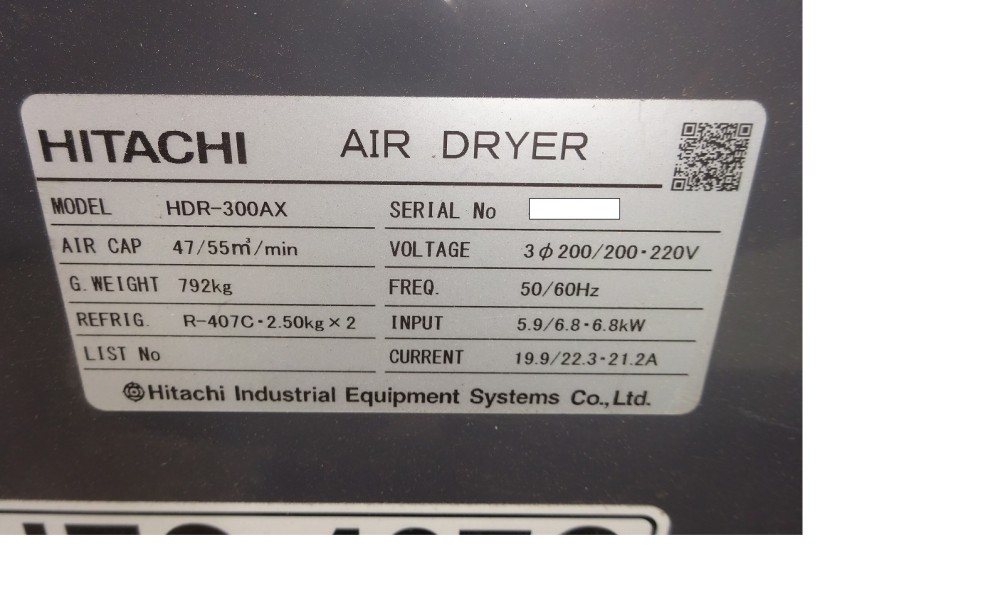 HITACHI AIR DRYER
MODEL HDR-300AX SERIAL No
AIR CAP 47/55m³/min VOLTAGE 3φ200/200·220V
G.WEIGHT 792kg FREQ. 50/60Hz
REFRIG. R-407C·2.50kg×2 INPUT 5.9/6.8·6.8kW
LIST No CURRENT 19.9/22.3·21.2A
Hitachi Industrial Equipment Systems Co.,Ltd.